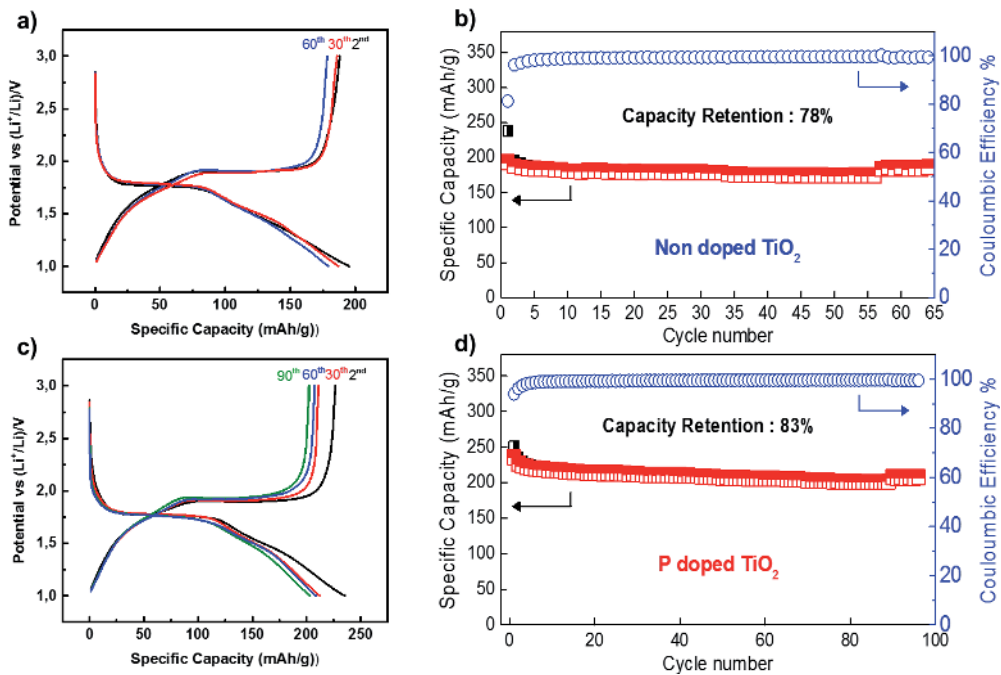 a)
60th 30th 2nd
3,0
2,5
2,0
1,5
1,0
Potential vs (Li+/Li)/V
0 50 100 150 200
Specific Capacity (mAh/g))
b)
350
300
250
200
150
100
50
0
Specific Capacity (mAh/g)
Capacity Retention : 78%
Non doped TiO2
100
80
60
40
20
0
Couloumbic Efficiency %
0 5 10 15 20 25 30 35 40 45 50 55 60 65
Cycle number
c)
90th 60th 30th 2nd
3,0
2,5
2,0
1,5
1,0
Potential vs (Li+/Li)/V
0 50 100 150 200 250
Specific Capacity (mAh/g))
d)
350
300
250
200
150
100
50
0
Specific Capacity (mAh/g)
Capacity Retention : 83%
P doped TiO2
100
80
60
40
20
0
Couloumbic Efficiency %
0 20 40 60 80 100
Cycle number